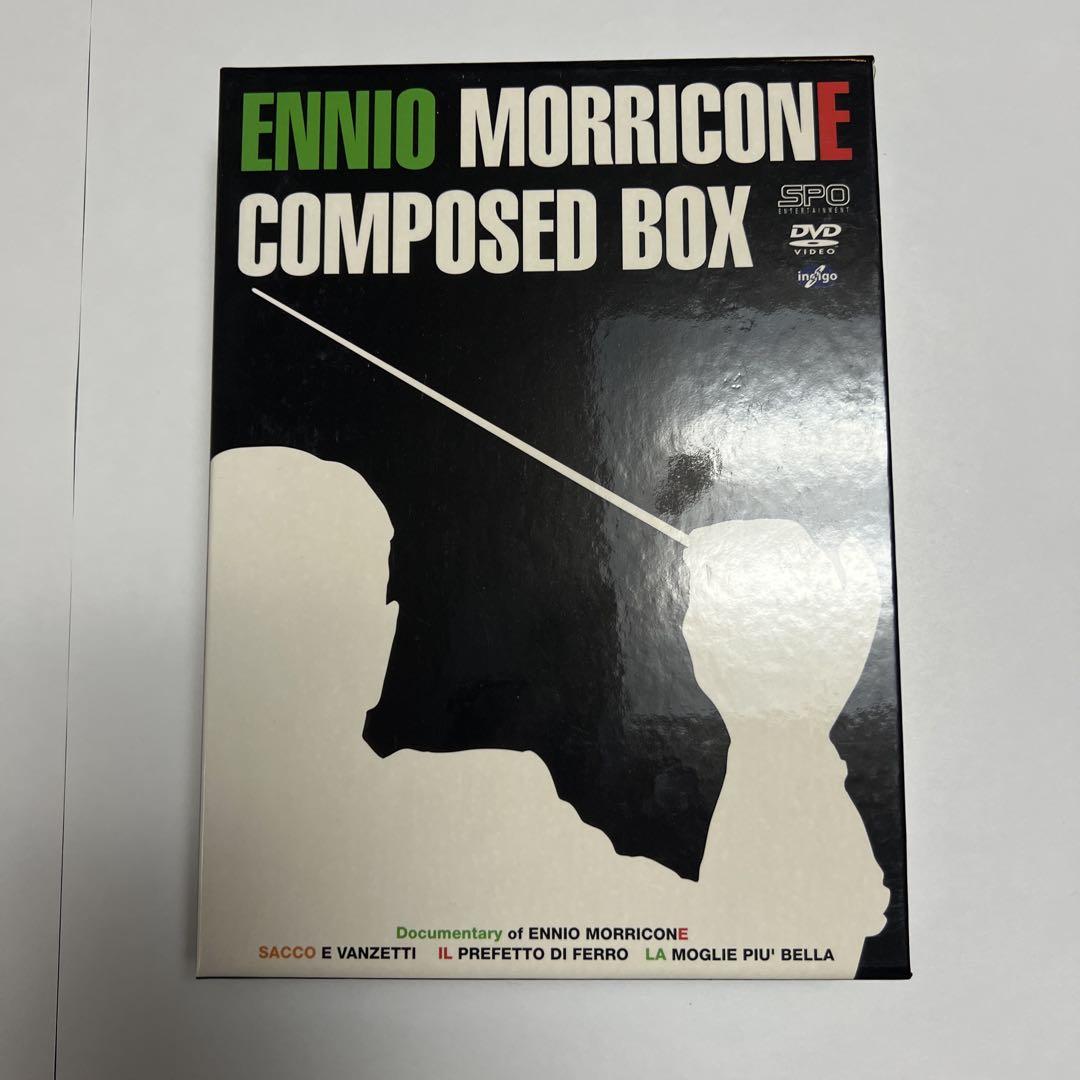 ENNIO MORRICONE
COMPOSED BOX
SPO
ENTERTAINMENT
DVD
VIDEO
insigo
Documentary of ENNIO MORRICONE
SACCO E VANZETTI IL PREFETTO DI FERRO LA MOGLIE PIU' BELLA